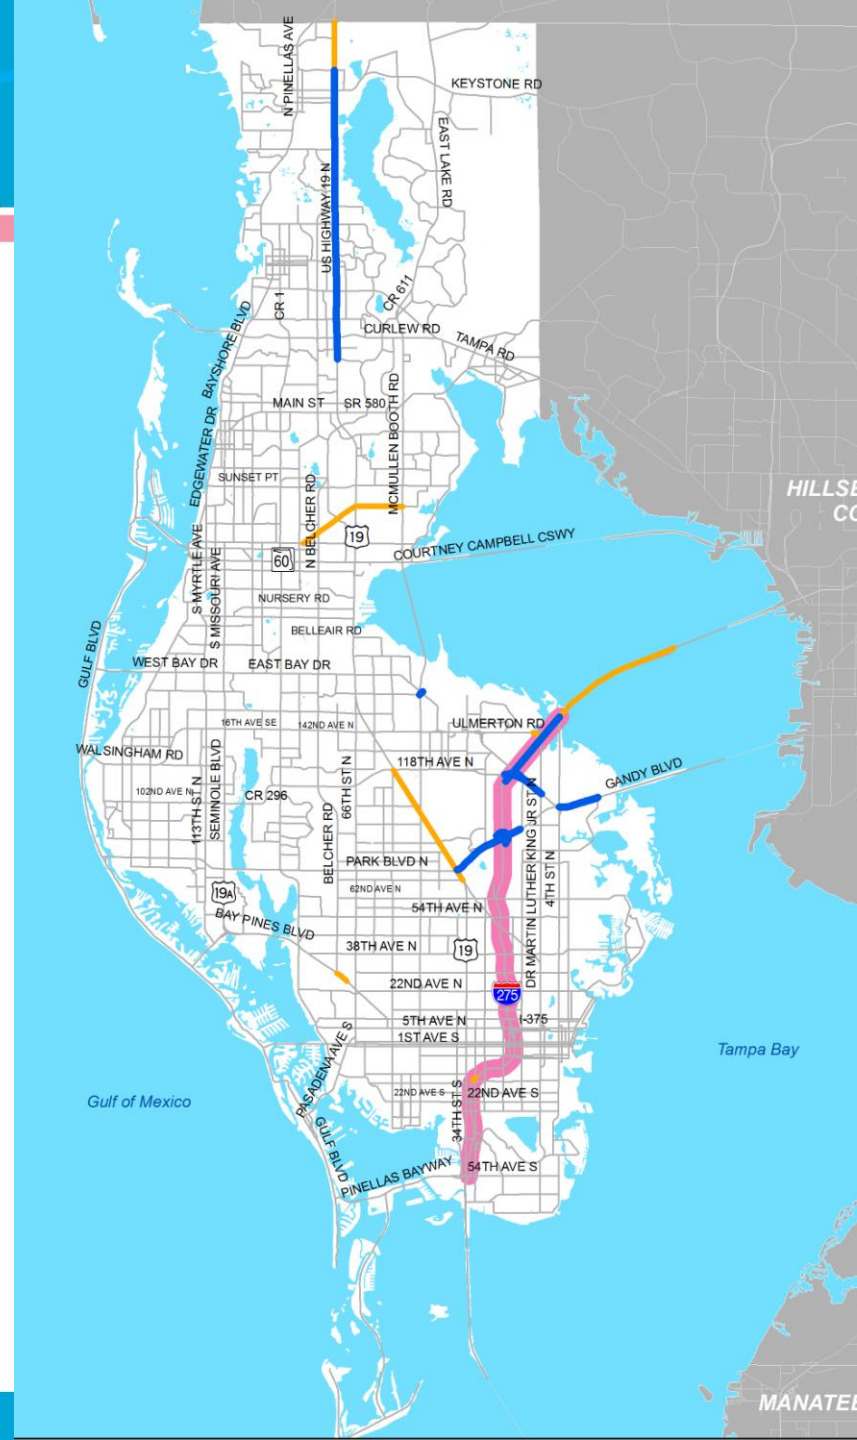 N PINELLAS AVE
KEYSTONE RD
EAST LAKE RD
US HIGHWAY 19 N
CR 611
CR 1
CURLEW RD
TAMPA RD
BAYSHORE BLVD
MAIN ST
SR 580
MCMULLEN BOOTH RD
EDGEWATER DR
SUNSET PT
N BELCHER RD
HILLSB
CO
19
COURTNEY CAMPBELL CSWY
60
S MYRTLE AVE
S MISSOURI AVE
NURSERY RD
BELLEAIR RD
GULF BLVD
WEST BAY DR
EAST BAY DR
16TH AVE SE
142ND AVE N
ULMERTON RD
WALSINGHAM RD
118TH AVE N
GANDY BLVD
102ND AVE N
CR 296
66TH ST N
113TH ST N
SEMINOLE BLVD
BELCHER RD
DR MARTIN LUTHER KING JR ST N
4TH ST N
PARK BLVD N
62ND AVE N
19A
54TH AVE N
BAY PINES BLVD
38TH AVE N
19
22ND AVE N
275
5TH AVE N
I-375
1ST AVE S
Tampa Bay
PASADENA AVE S
Gulf of Mexico
22ND AVE S
34TH ST S
22ND AVE S
GULF BLVD
54TH AVE S
PINELLAS BAYWAY
MANATEE